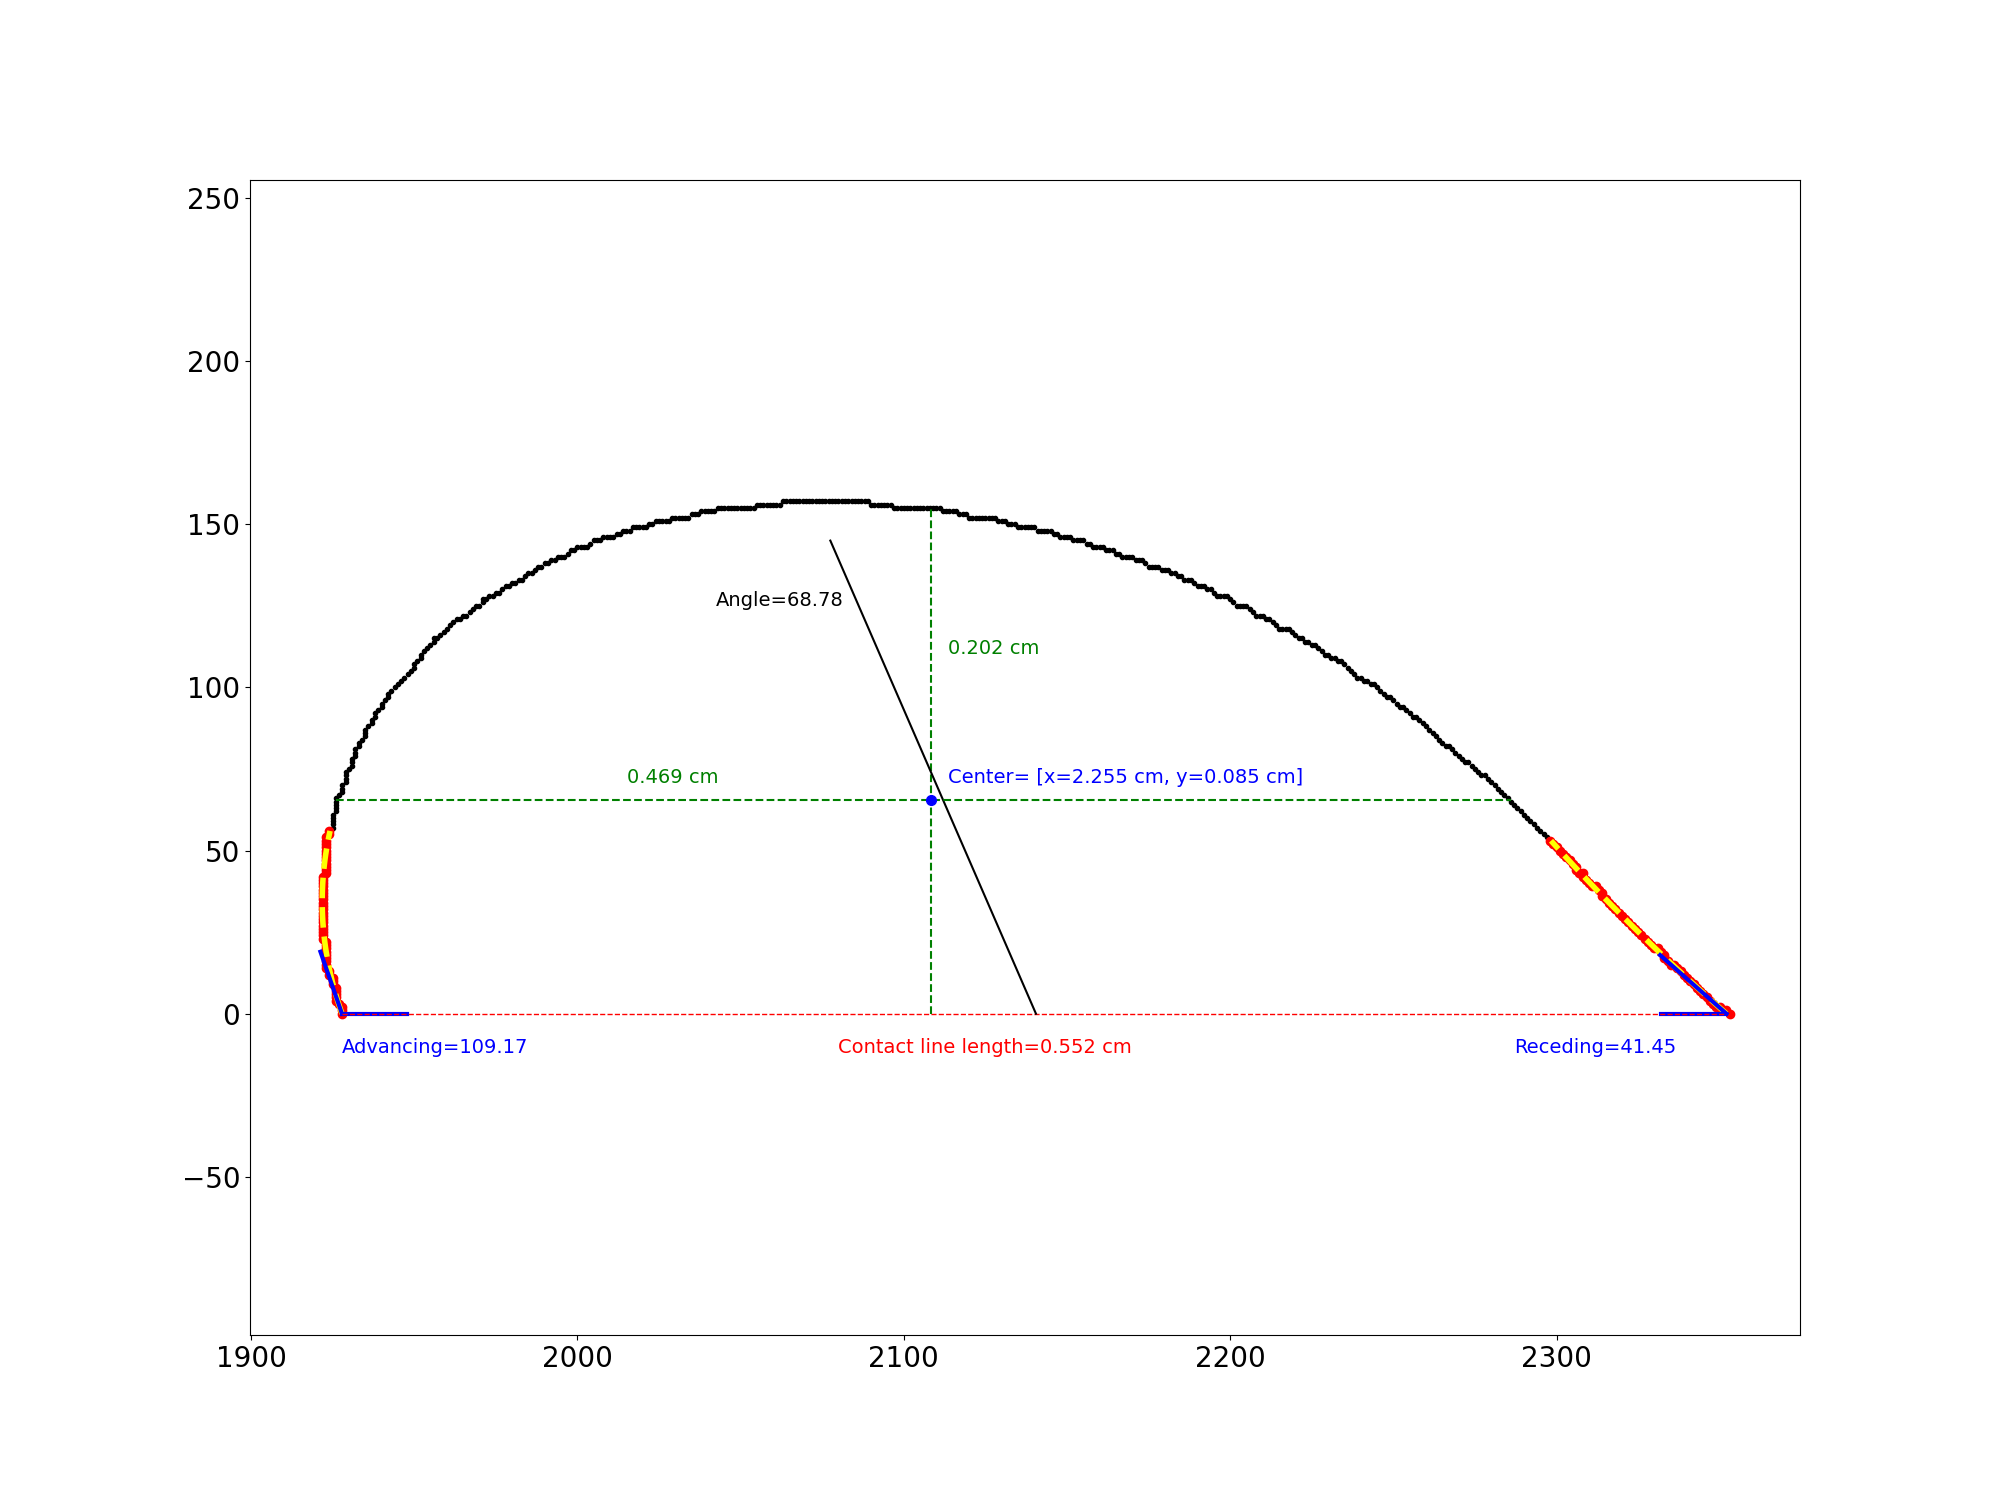 250
200
150
Angle=68.78
0.202 cm
100
0.469 cm
Center= [x=2.255 cm, y=0.085 cm]
50
0
Advancing=109.17
Contact line length=0.552 cm
Receding=41.45
−50
1900
2000
2100
2200
2300